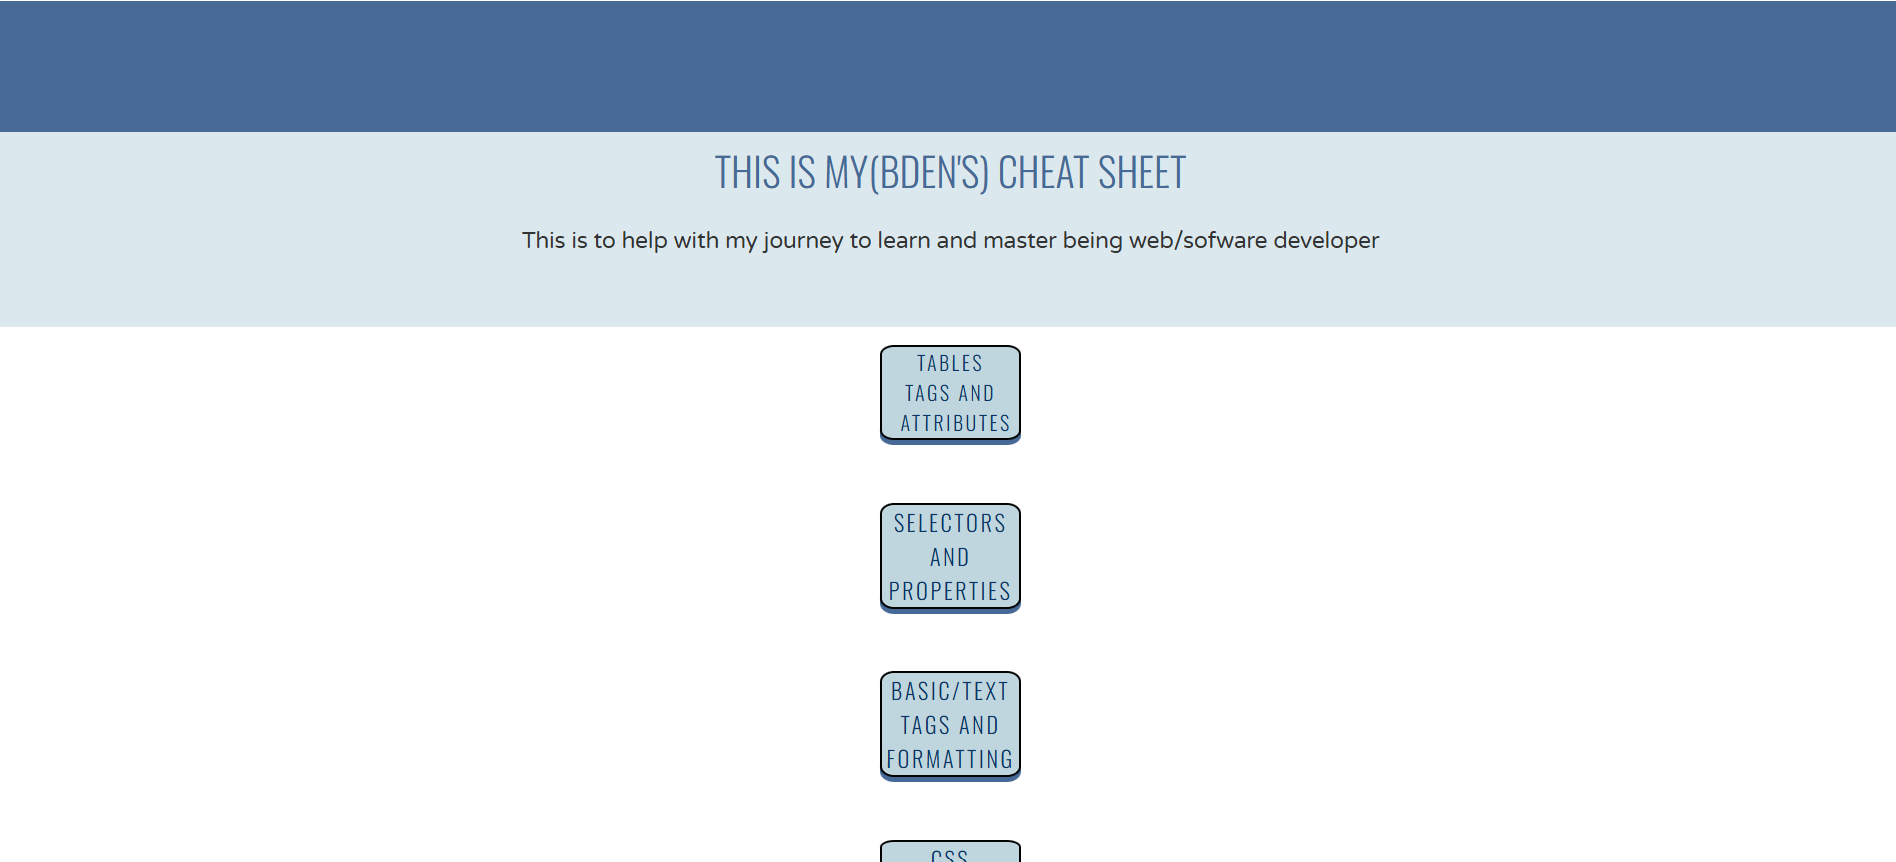 THIS IS MY(BDEN'S) CHEAT SHEET
This is to help with my journey to learn and master being web/sofware developer
TABLES
TAGS AND
ATTRIBUTES
SELECTORS
AND
PROPERTIES
BASIC/TEXT
TAGS AND
FORMATTING
CSS